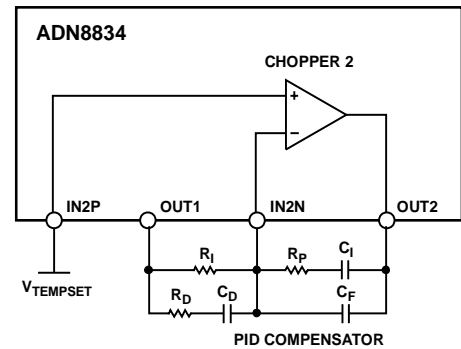 ADN8834
CHOPPER 2
+
−
IN2P
OUT1
IN2N
OUT2
VTEMPSET
RI
RP
CI
RD
CD
CF
PID COMPENSATOR